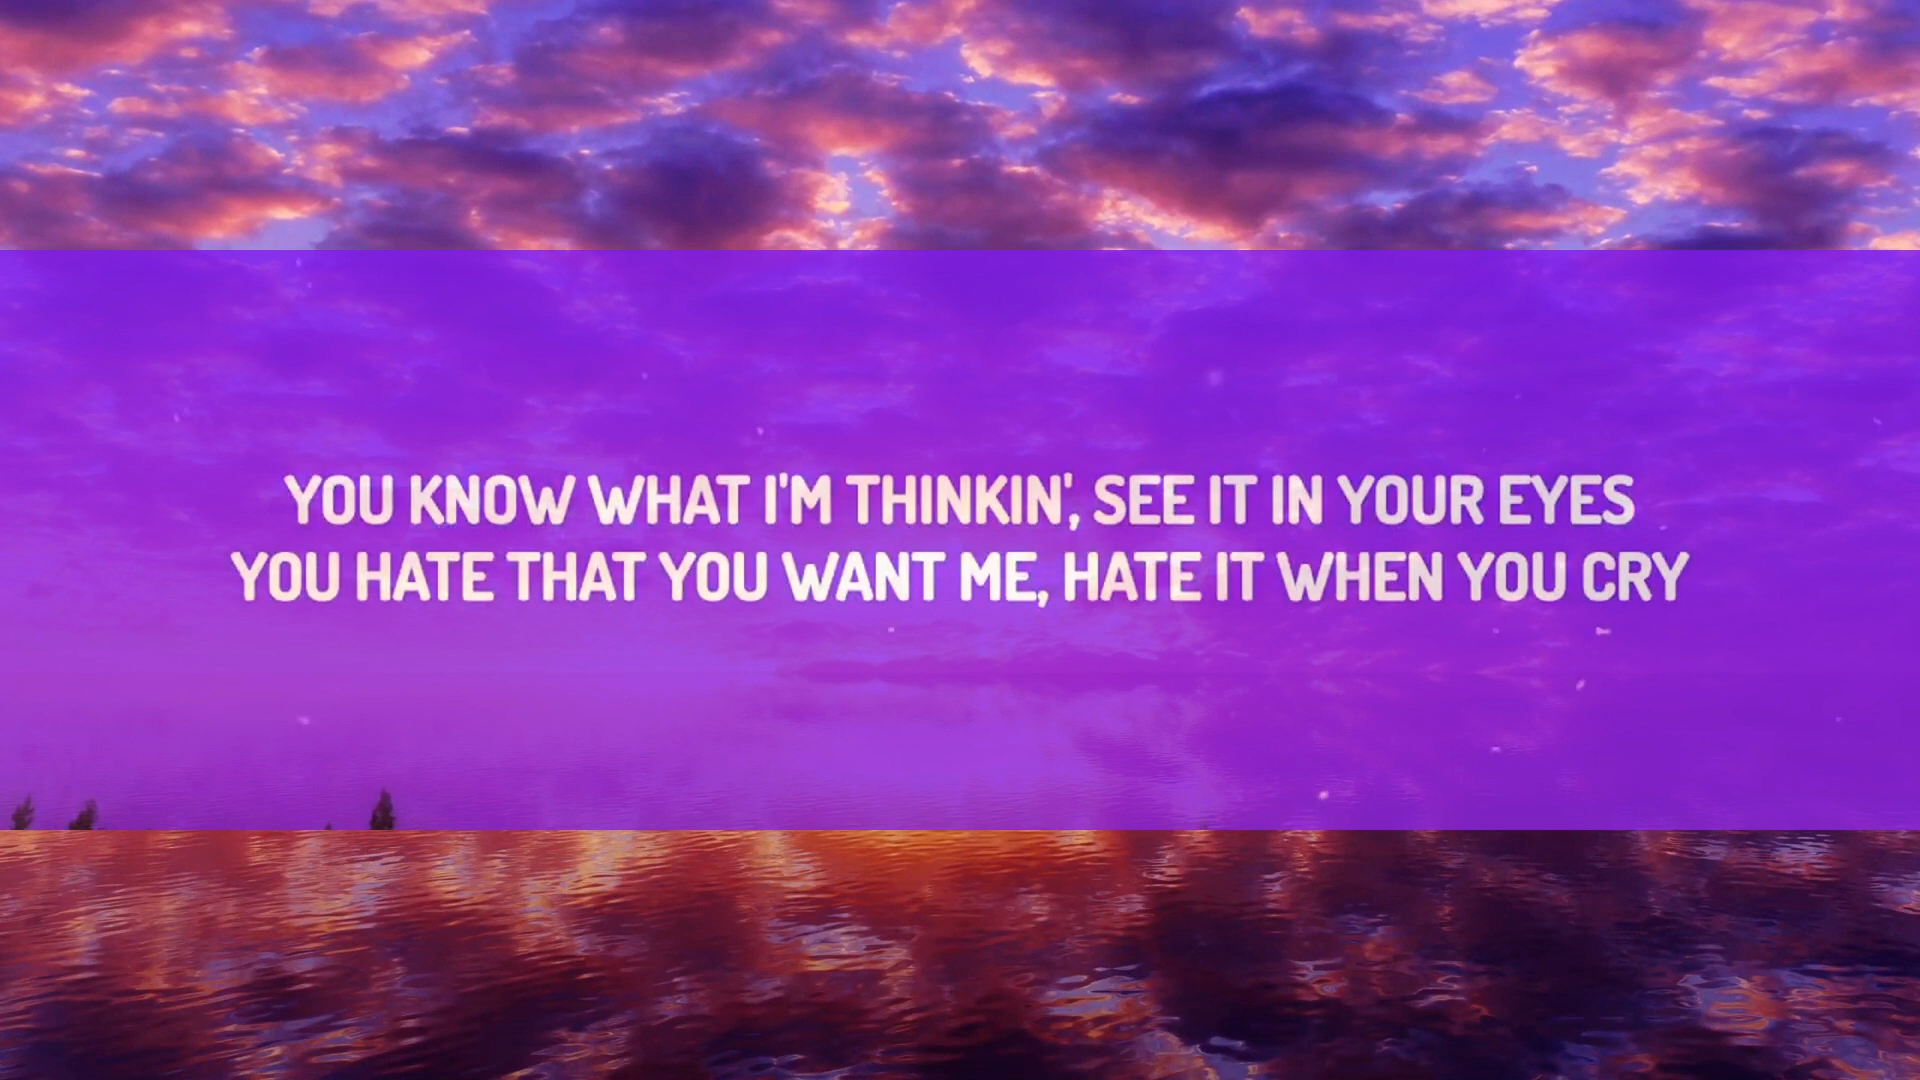 YOU KNOW WHAT I'M THINKIN', SEE IT IN YOUR EYES
YOU HATE THAT YOU WANT ME, HATE IT WHEN YOU CRY